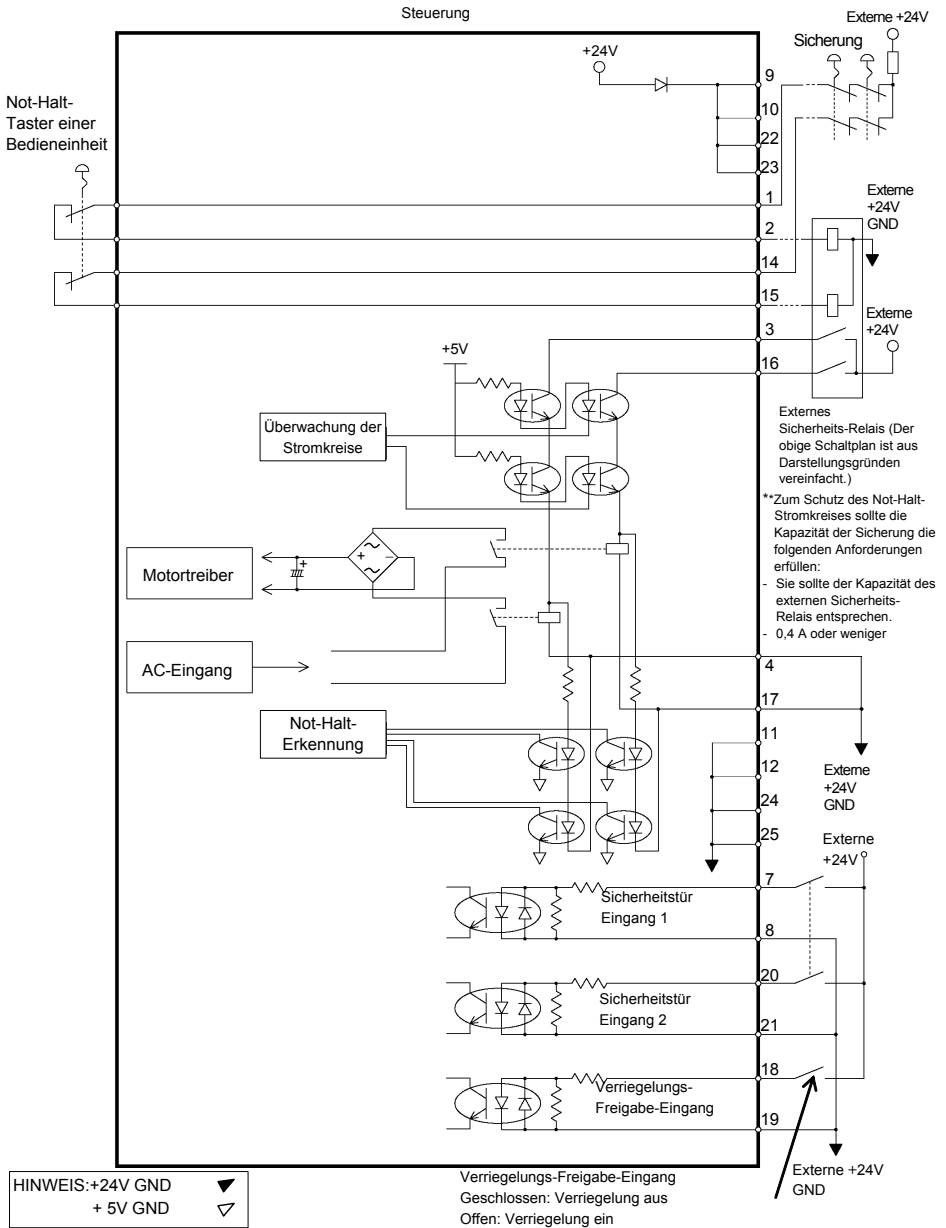 Steuerung
Externe +24V
Sicherung
+24V
9
10
22
23
Not-Halt-
Taster einer
Bedieneinheit
1
2
14
15
3
16
Externe
+24V
GND
Externe
+24V
+5V
Überwachung der
Stromkreise
Externes
Sicherheits-Relais (Der
obige Schaltplan ist aus
Darstellungsgründen
vereinfacht.)
**Zum Schutz des Not-Halt-
Stromkreises sollte die
Kapazität der Sicherung die
folgenden Anforderungen
erfüllen:
- Sie sollte der Kapazität des
externen Sicherheits-
Relais entsprechen.
- 0,4 A oder weniger
Motortreiber
+
-
+
AC-Eingang
4
17
11
12
24
25
Not-Halt-
Erkennung
Externe
+24V
GND
Externe
+24V
7
Sicherheitstür
Eingang 1
8
20
Sicherheitstür
Eingang 2
21
18
Verriegelungs-
Freigabe-Eingang
19
Externe +24V
GND
HINWEIS:+24V GND
+ 5V GND
Verriegelungs-Freigabe-Eingang
Geschlossen: Verriegelung aus
Offen: Verriegelung ein